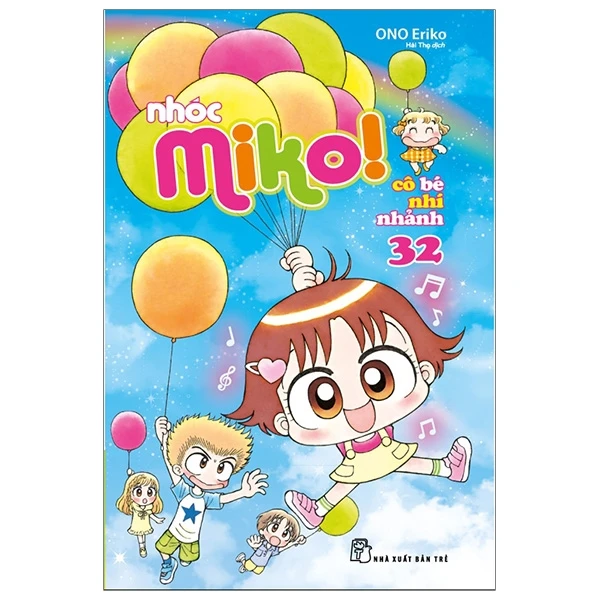 ONO Eriko
Hải Thọ dịch
nhóc
miko!
cô bé
nhí
nhảnh
32
NHÀ XUẤT BẢN TRẺ